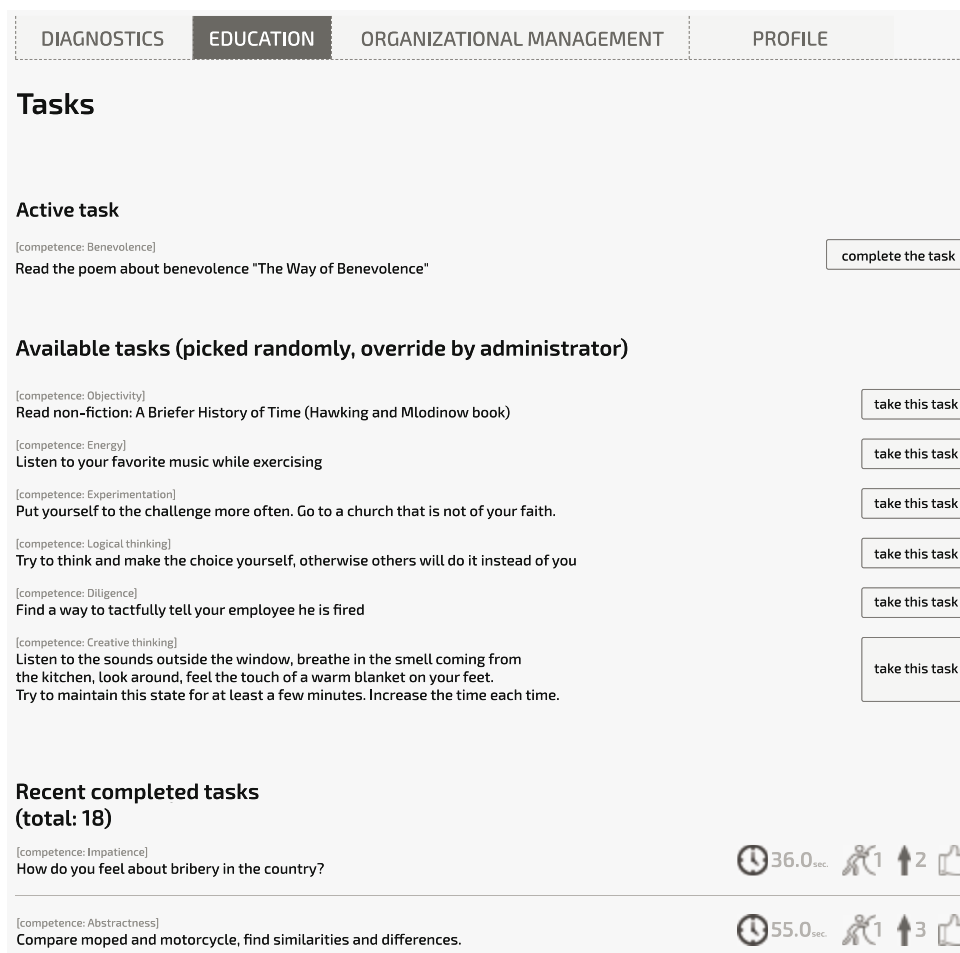 DIAGNOSTICS EDUCATION ORGANIZATIONAL MANAGEMENT PROFILE
Tasks
Active task
[competence: Benevolence]
Read the poem about benevolence "The Way of Benevolence"
complete the task
Available tasks (picked randomly, override by administrator)
[competence: Objectivity]
Read non-fiction: A Briefer History of Time (Hawking and Mlodinow book)
take this task
[competence: Energy]
Listen to your favorite music while exercising
take this task
[competence: Experimentation]
Put yourself to the challenge more often. Go to a church that is not of your faith.
take this task
[competence: Logical thinking]
Try to think and make the choice yourself, otherwise others will do it instead of you
take this task
[competence: Diligence]
Find a way to tactfully tell your employee he is fired
take this task
[competence: Creative thinking]
Listen to the sounds outside the window, breathe in the smell coming from
the kitchen, look around, feel the touch of a warm blanket on your feet.
Try to maintain this state for at least a few minutes. Increase the time each time.
take this task
Recent completed tasks
(total: 18)
[competence: Impatience]
How do you feel about bribery in the country?
36.0 sec. 1 2
[competence: Abstractness]
Compare moped and motorcycle, find similarities and differences.
55.0 sec. 1 3